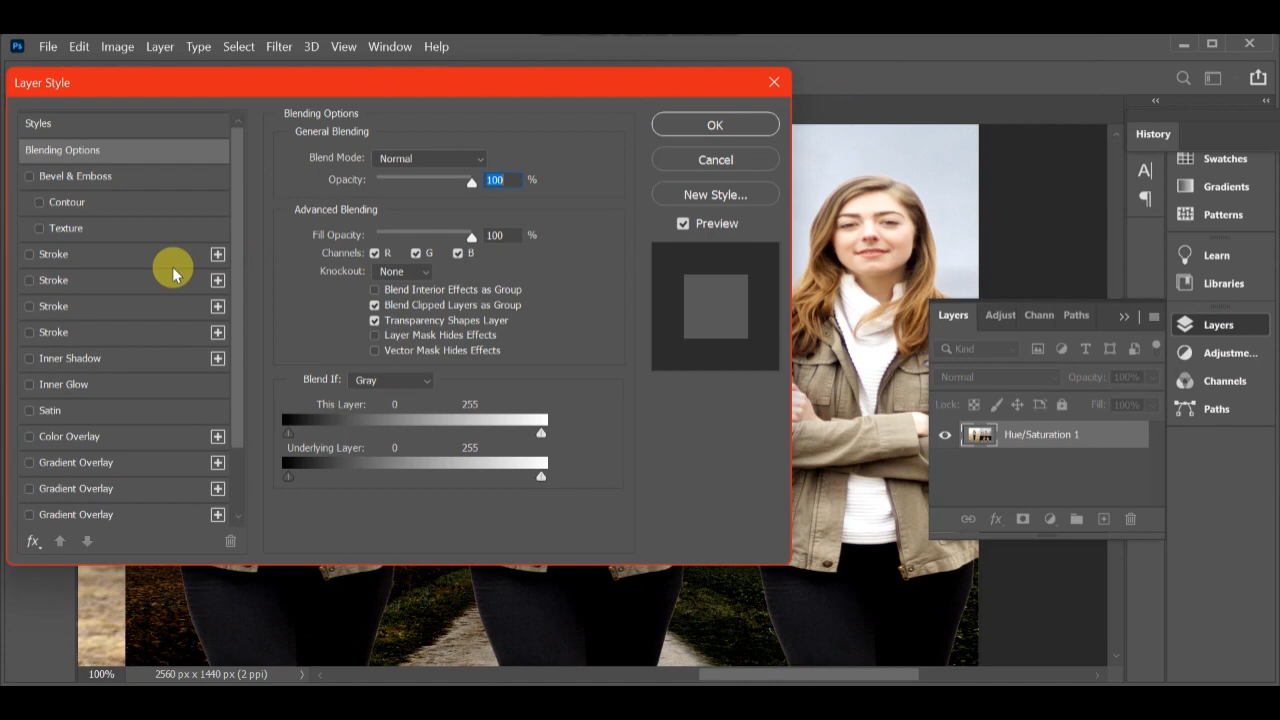 Ps File Edit Image Layer Type Select Filter 3D View Window Help
Layer Style
Styles
Blending Options
Bevel & Emboss
Contour
Texture
Stroke
Stroke
Stroke
Stroke
Inner Shadow
Inner Glow
Satin
Color Overlay
Gradient Overlay
Gradient Overlay
Gradient Overlay
fx
Blending Options
General Blending
Blend Mode: Normal
Opacity: 100 %
Advanced Blending
Fill Opacity: 100 %
Channels: R G B
Knockout: None
Blend Interior Effects as Group
Blend Clipped Layers as Group
Transparency Shapes Layer
Layer Mask Hides Effects
Vector Mask Hides Effects
Blend If: Gray
This Layer: 0 255
Underlying Layer: 0 255
OK
Cancel
New Style...
Preview
History
Swatches
Gradients
Patterns
Learn
Libraries
Layers
Adjustme...
Channels
Paths
Layers Adjust Chann Paths
Kind
Normal Opacity: 100%
Lock: Fill: 100%
Hue/Saturation 1
fx
100% 2560 px x 1440 px (2 ppi)